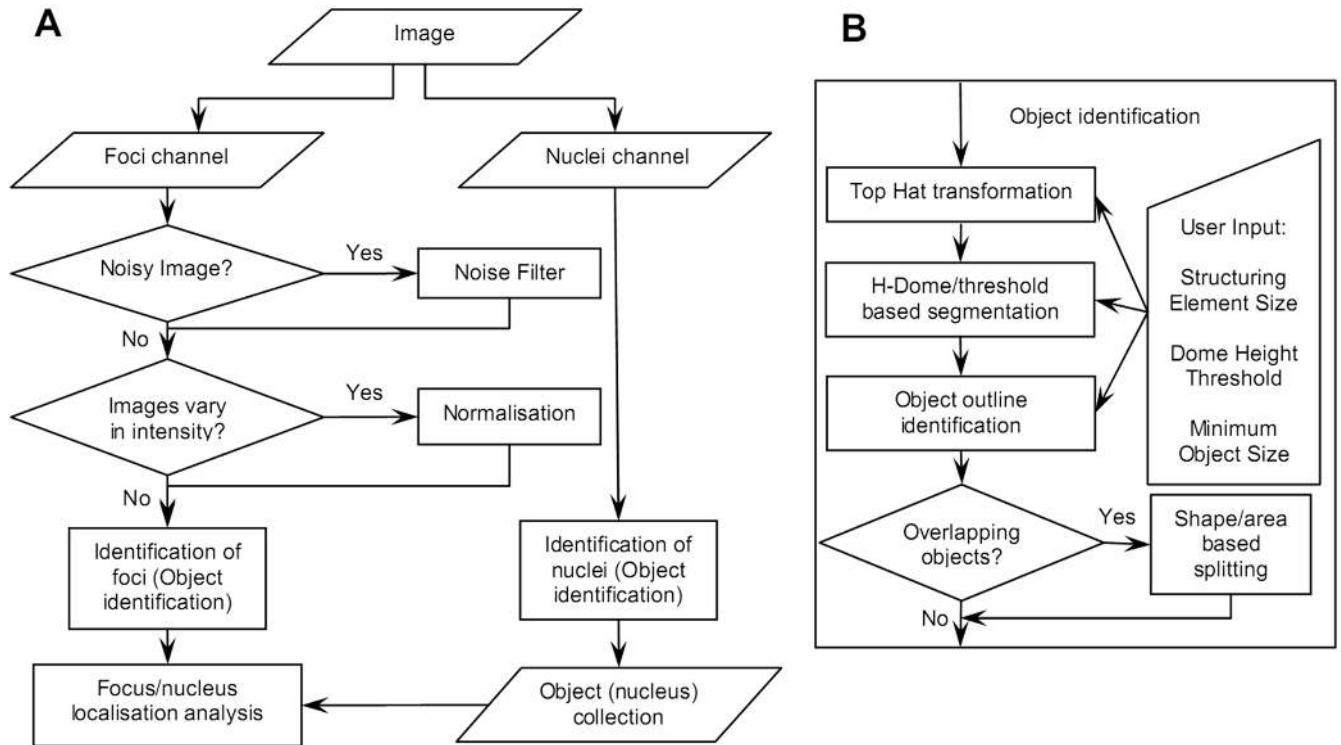 A
Image
Foci channel
Nuclei channel
Noisy Image?
Yes
Noise Filter
No
Images vary
in intensity?
Yes
Normalisation
No
Identification of
foci (Object
identification)
Identification of
nuclei (Object
identification)
Focus/nucleus
localisation analysis
Object (nucleus)
collection
B
Object identification
Top Hat transformation
H-Dome/threshold
based segmentation
Object outline
identification
User Input:
Structuring
Element Size
Dome Height
Threshold
Minimum
Object Size
Overlapping
objects?
Yes
Shape/area
based
splitting
No